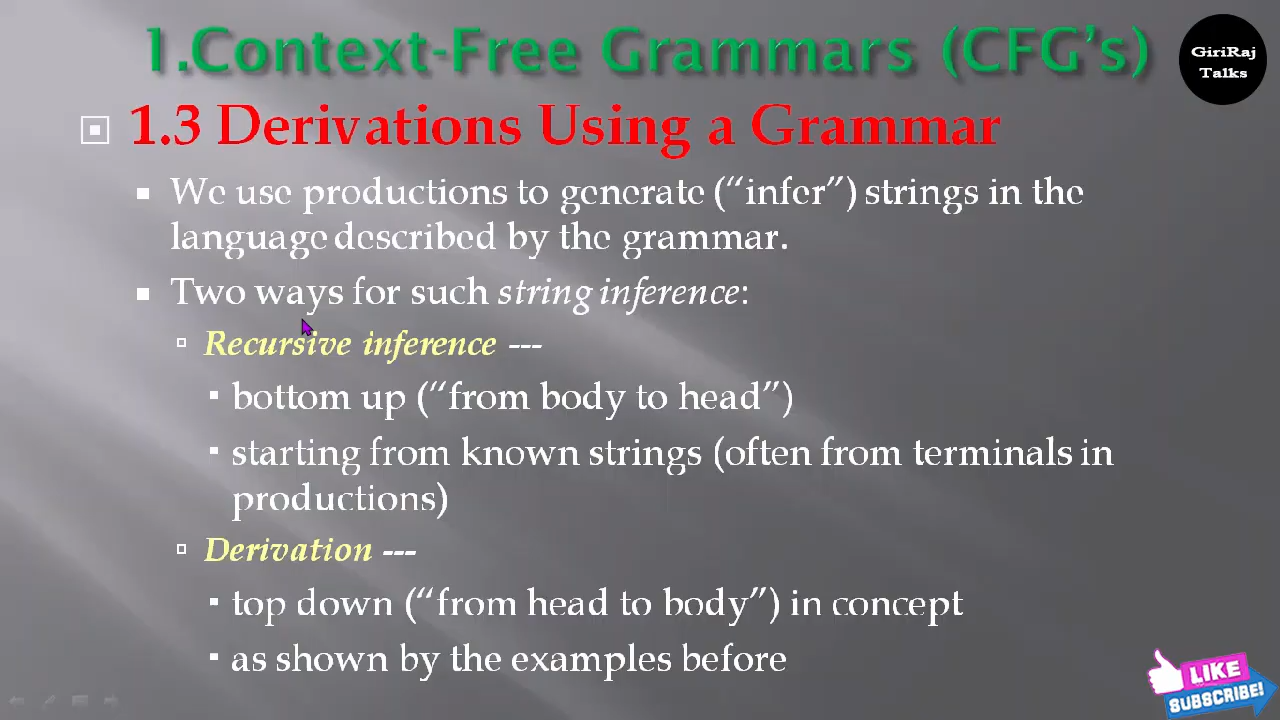 1.Context-Free Grammars (CFG's)
GiriRaj
Talks
1.3 Derivations Using a Grammar
We use productions to generate (“infer”) strings in the
language described by the grammar.
Two ways for such string inference:
Recursive inference ---
bottom up (“from body to head”)
starting from known strings (often from terminals in
productions)
Derivation ---
top down (“from head to body”) in concept
as shown by the examples before
LIKE
SUBSCRIBE!